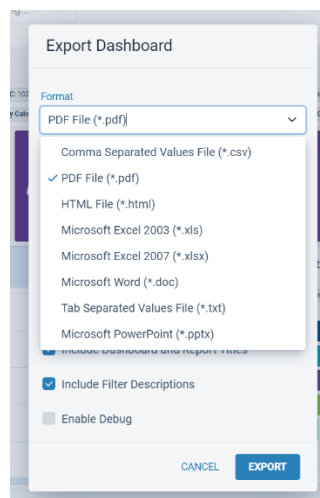 Export Dashboard
Format
PDF File (*.pdf)
Comma Separated Values File (*.csv)
PDF File (*.pdf)
HTML File (*.html)
Microsoft Excel 2003 (*.xls)
Microsoft Excel 2007 (*.xlsx)
Microsoft Word (*.doc)
Tab Separated Values File (*.txt)
Microsoft PowerPoint (*.pptx)
Include Dashboard and Report Titles
Include Filter Descriptions
Enable Debug
CANCEL EXPORT